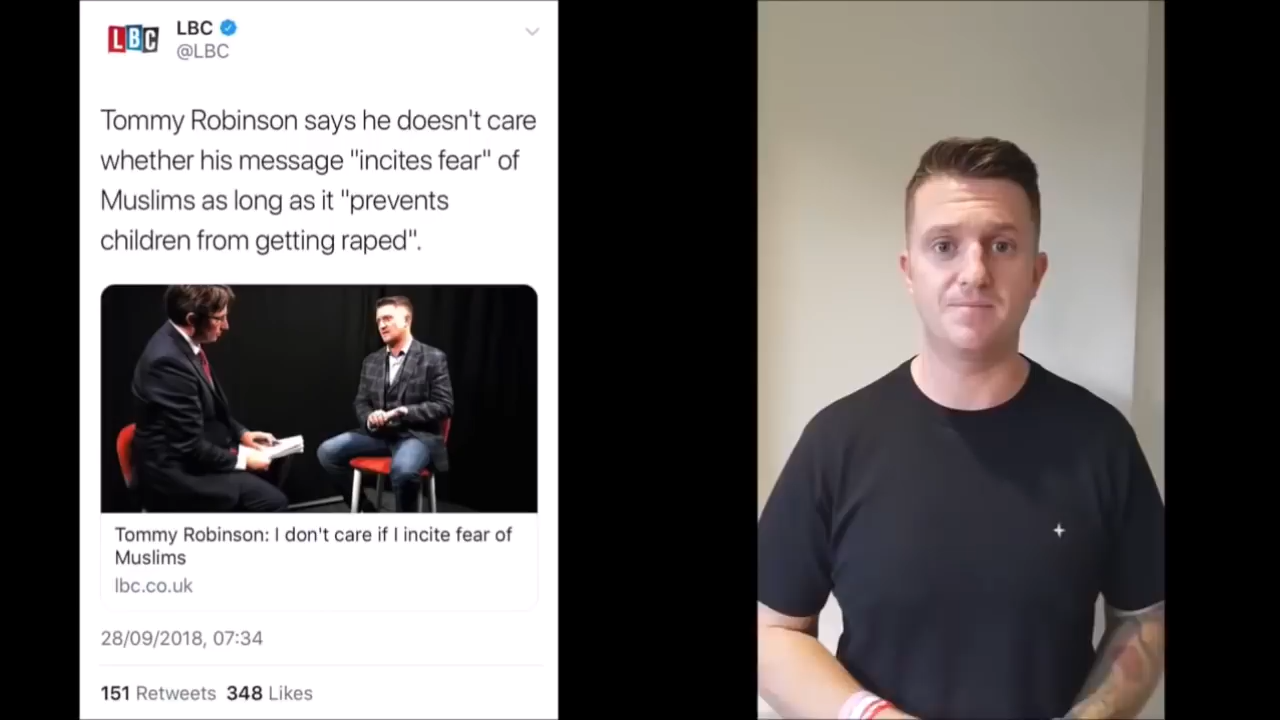 LBC LBC
@LBC
Tommy Robinson says he doesn't care
whether his message "incites fear" of
Muslims as long as it "prevents
children from getting raped".
Tommy Robinson: I don't care if I incite fear of
Muslims
lbc.co.uk
28/09/2018, 07:34
151 Retweets 348 Likes